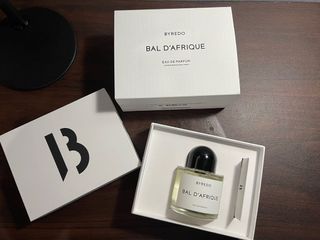 BYREDO
BAL D'AFRIQUE
EAU DE PARFUM
B
BYREDO
BAL D'AFRIQUE